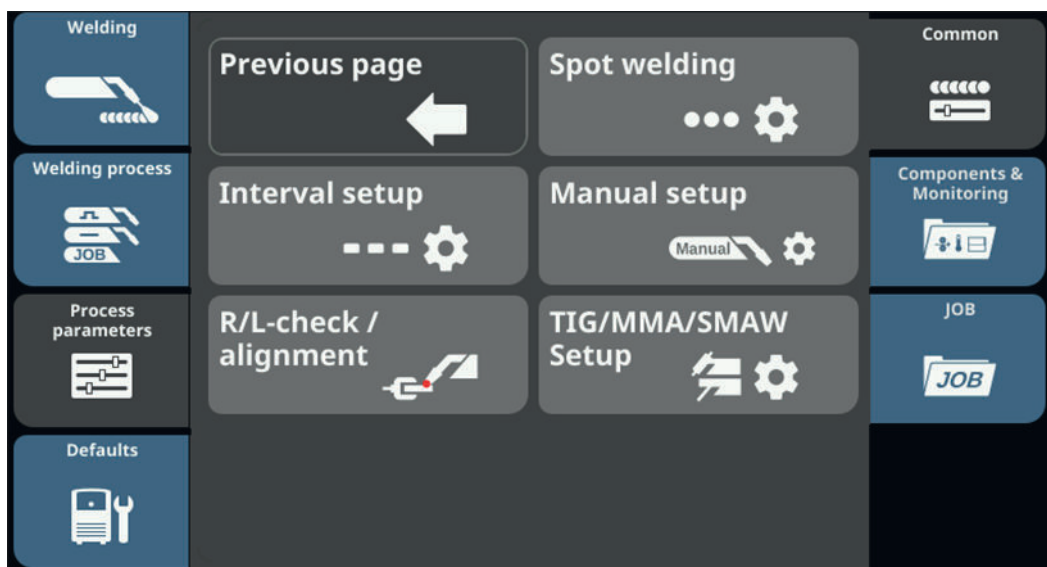 Welding
Welding process
JOB
Process
parameters
Defaults
Previous page
Spot welding
Interval setup
Manual setup
Manual
R/L-check /
alignment
TIG/MMA/SMAW
Setup
Common
Components &
Monitoring
JOB
JOB